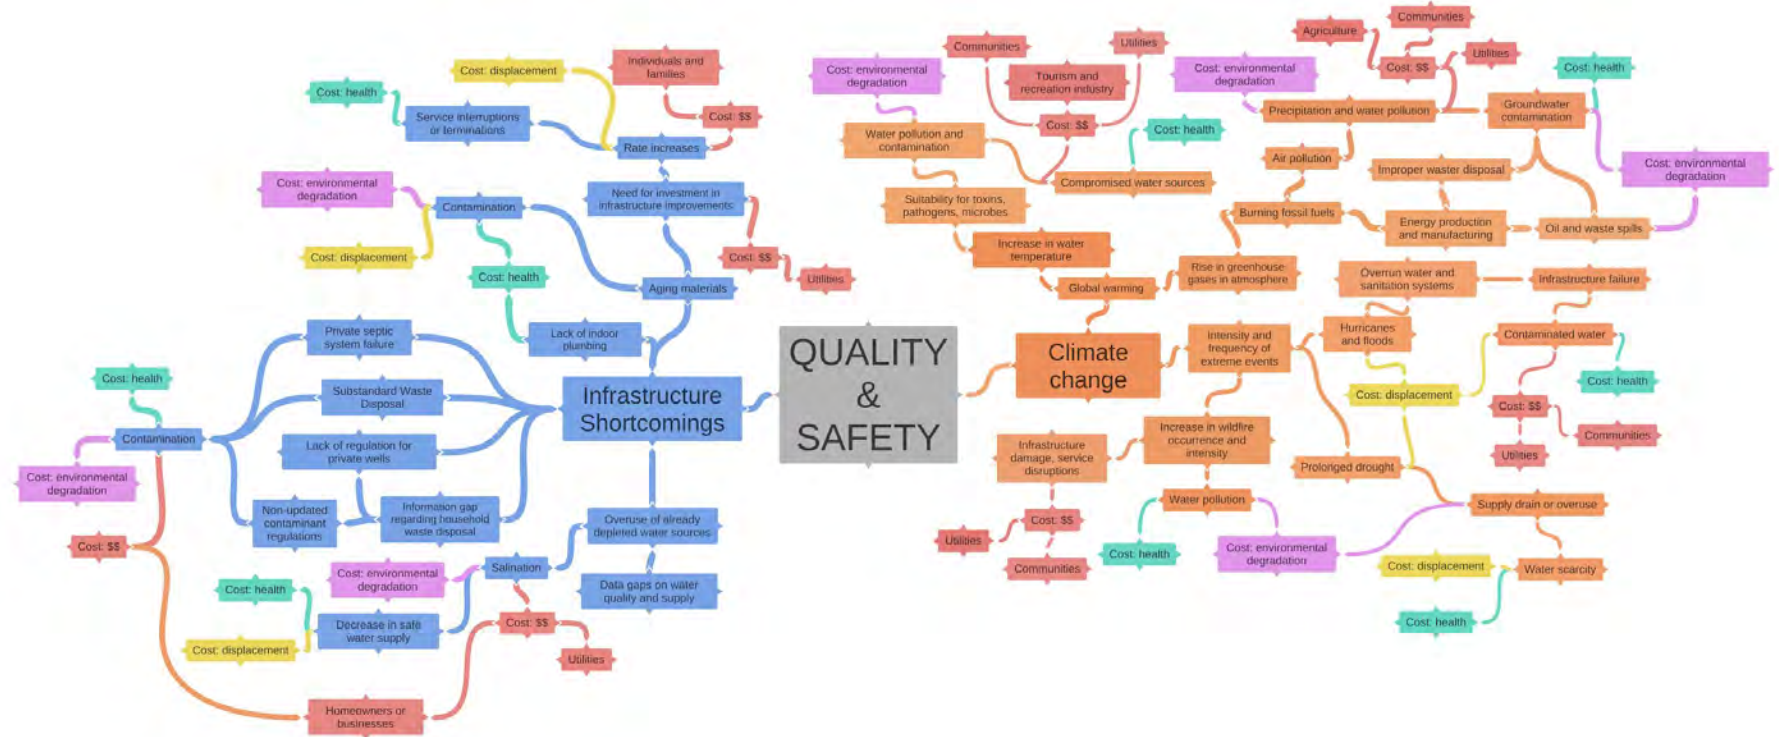 QUALITY
&
SAFETY
Infrastructure
Shortcomings
Aging materials
Need for investment in
infrastructure improvements
Cost: $$
Utilities
Rate increases
Cost: $$
Individuals and
families
Cost: displacement
Service interruptions
or terminations
Cost: health
Contamination
Cost: environmental
degradation
Cost: displacement
Cost: health
Lack of indoor
plumbing
Private septic
system failure
Substandard Waste
Disposal
Lack of regulation for
private wells
Information gap
regarding household
waste disposal
Non-updated
contaminant
regulations
Contamination
Cost: health
Cost: environmental
degradation
Cost: $$
Homeowners or
businesses
Overuse of already
depleted water sources
Data gaps on water
quality and supply
Salination
Cost: environmental
degradation
Decrease in safe
water supply
Cost: health
Cost: displacement
Cost: $$
Utilities
Climate
change
Global warming
Increase in water
temperature
Suitability for toxins,
pathogens, microbes
Water pollution and
contamination
Cost: environmental
degradation
Compromised water sources
Cost: health
Cost: $$
Communities
Tourism and
recreation industry
Utilities
Rise in greenhouse
gases in atmosphere
Burning fossil fuels
Air pollution
Precipitation and water pollution
Cost: environmental
degradation
Cost: $$
Agriculture
Communities
Utilities
Groundwater
contamination
Cost: health
Cost: environmental
degradation
Improper waster disposal
Energy production
and manufacturing
Oil and waste spills
Intensity and
frequency of
extreme events
Hurricanes
and floods
Overrun water and
sanitation systems
Infrastructure failure
Contaminated water
Cost: health
Cost: $$
Communities
Utilities
Cost: displacement
Prolonged drought
Supply drain or overuse
Water scarcity
Cost: displacement
Cost: health
Increase in wildfire
occurrence and
intensity
Infrastructure
damage, service
disruptions
Cost: $$
Utilities
Communities
Water pollution
Cost: health
Cost: environmental
degradation